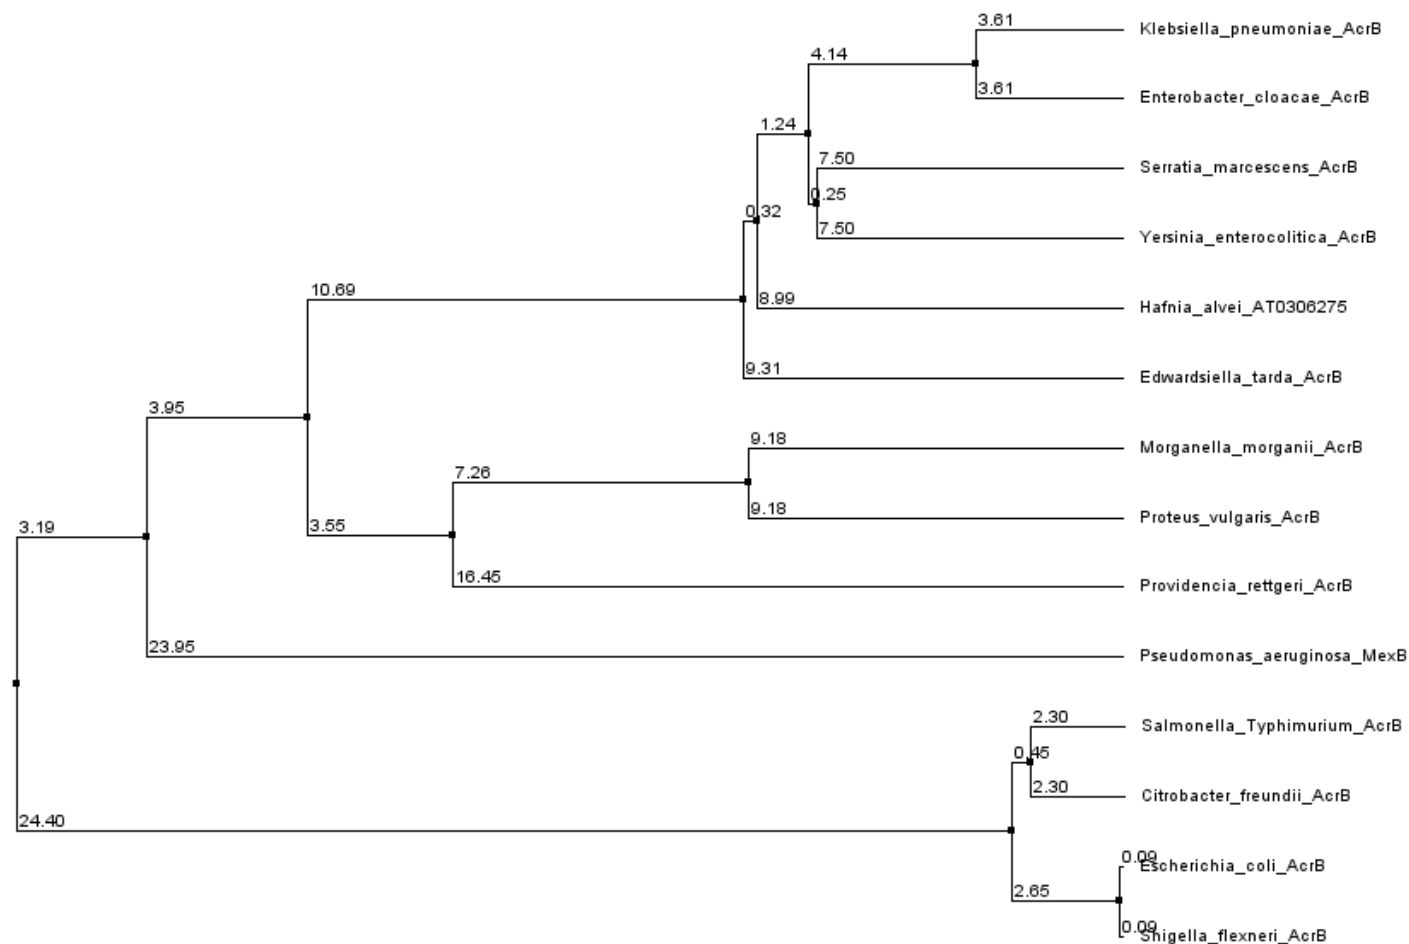 3.61
Klebsiella_pneumoniae_AcrB
4.14
3.61
Enterobacter_cloacae_AcrB
1.24
7.50
Serratia_marcescens_AcrB
0.25
0.32
7.50
Yersinia_enterocolitica_AcrB
10.69
8.99
Hafnia_alvei_AT0306275
9.31
Edwardsiella_tarda_AcrB
3.95
9.18
Morganella_morganii_AcrB
7.26
9.18
Proteus_vulgaris_AcrB
3.19
3.55
16.45
Providencia_rettgeri_AcrB
23.95
Pseudomonas_aeruginosa_MexB
2.30
Salmonella_Typhimurium_AcrB
0.45
2.30
Citrobacter_freundii_AcrB
24.40
0.09
Escherichia_coli_AcrB
2.65
0.09
Shigella_flexneri_AcrB